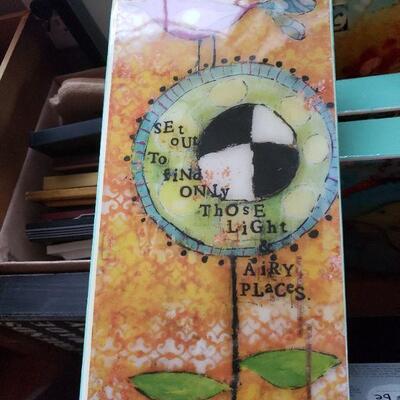 SEt
OUt
To
fiNd
ONLy
THOSE
LiGHt
&
AiRY
PLAcES.